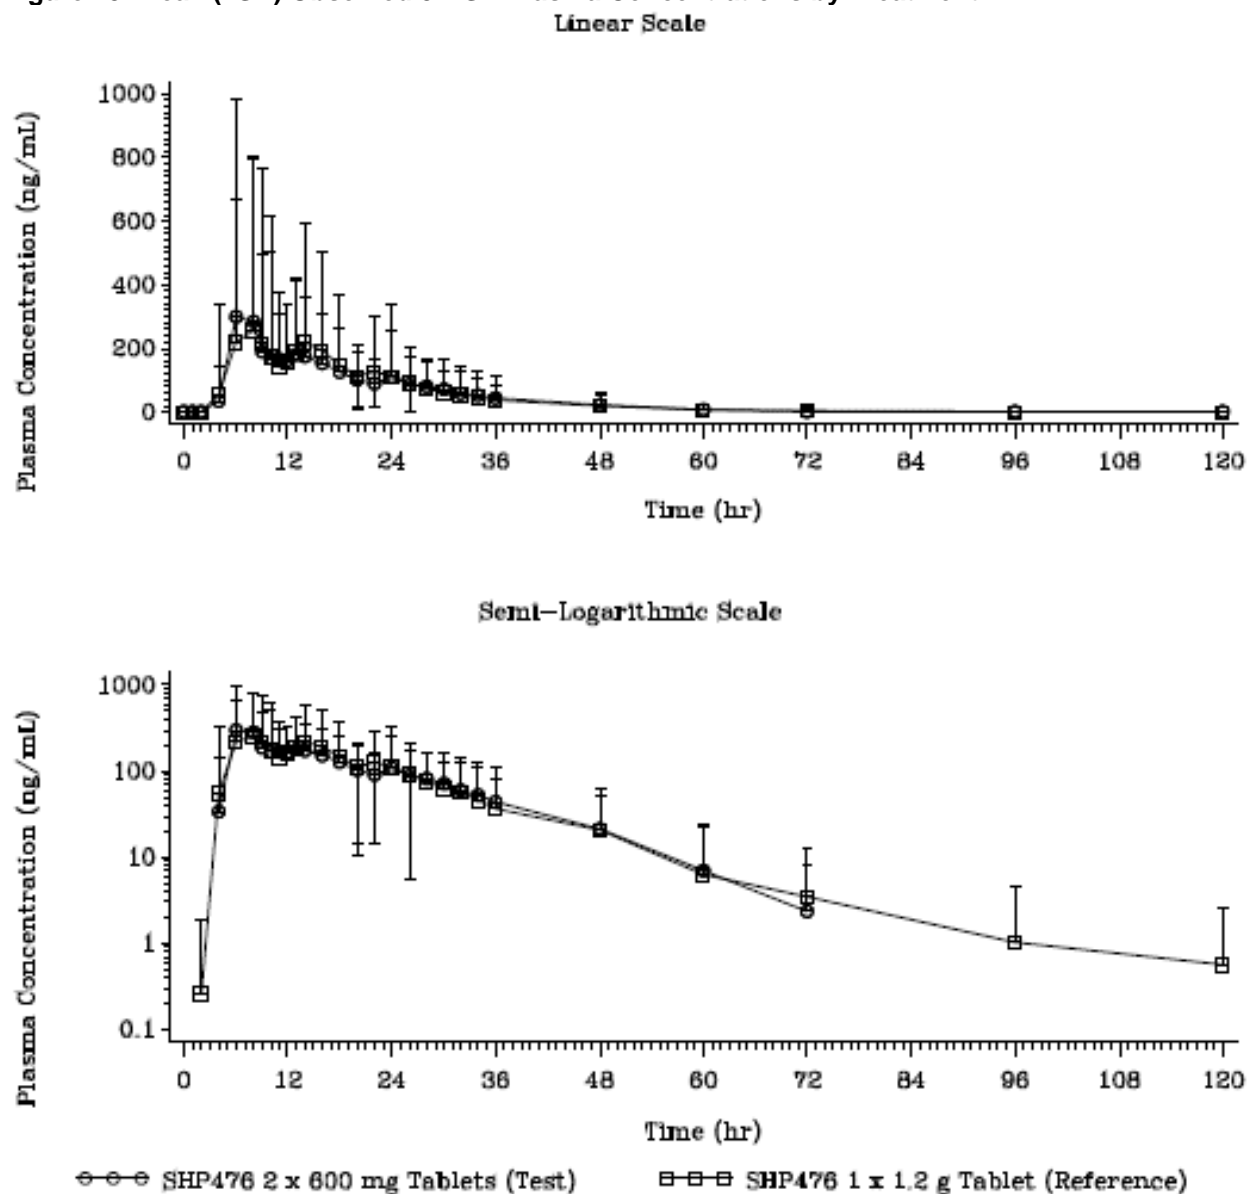 Linear Scale
Plasma Concentration (ng/mL)
1000
800
600
400
200
0
0 12 24 36 48 60 72 84 96 108 120
Time (hr)
Semi-Logarithmic Scale
Plasma Concentration (ng/mL)
1000
100
10
1
0.1
0 12 24 36 48 60 72 84 96 108 120
Time (hr)
SHP476 2 x 600 mg Tablets (Test)
SHP476 1 x 1.2 g Tablet (Reference)